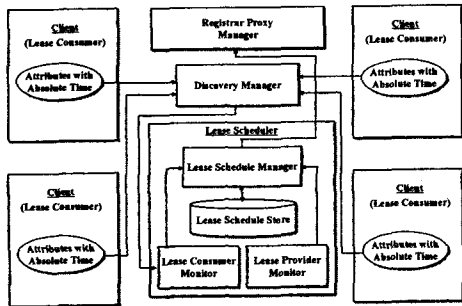 Client
(Lease Consumer)
Attributes with
Absolute Time
Registrar Proxy
Manager
Client
(Lease Consumer)
Attributes with
Absolute Time
Discovery Manager
Lease Scheduler
Lease Schedule Manager
Lease Schedule Store
Lease Consumer
Monitor
Lease Provider
Monitor
Client
(Lease Consumer)
Attributes with
Absolute Time
Client
(Lease Consumer)
Attributes with
Absolute Time